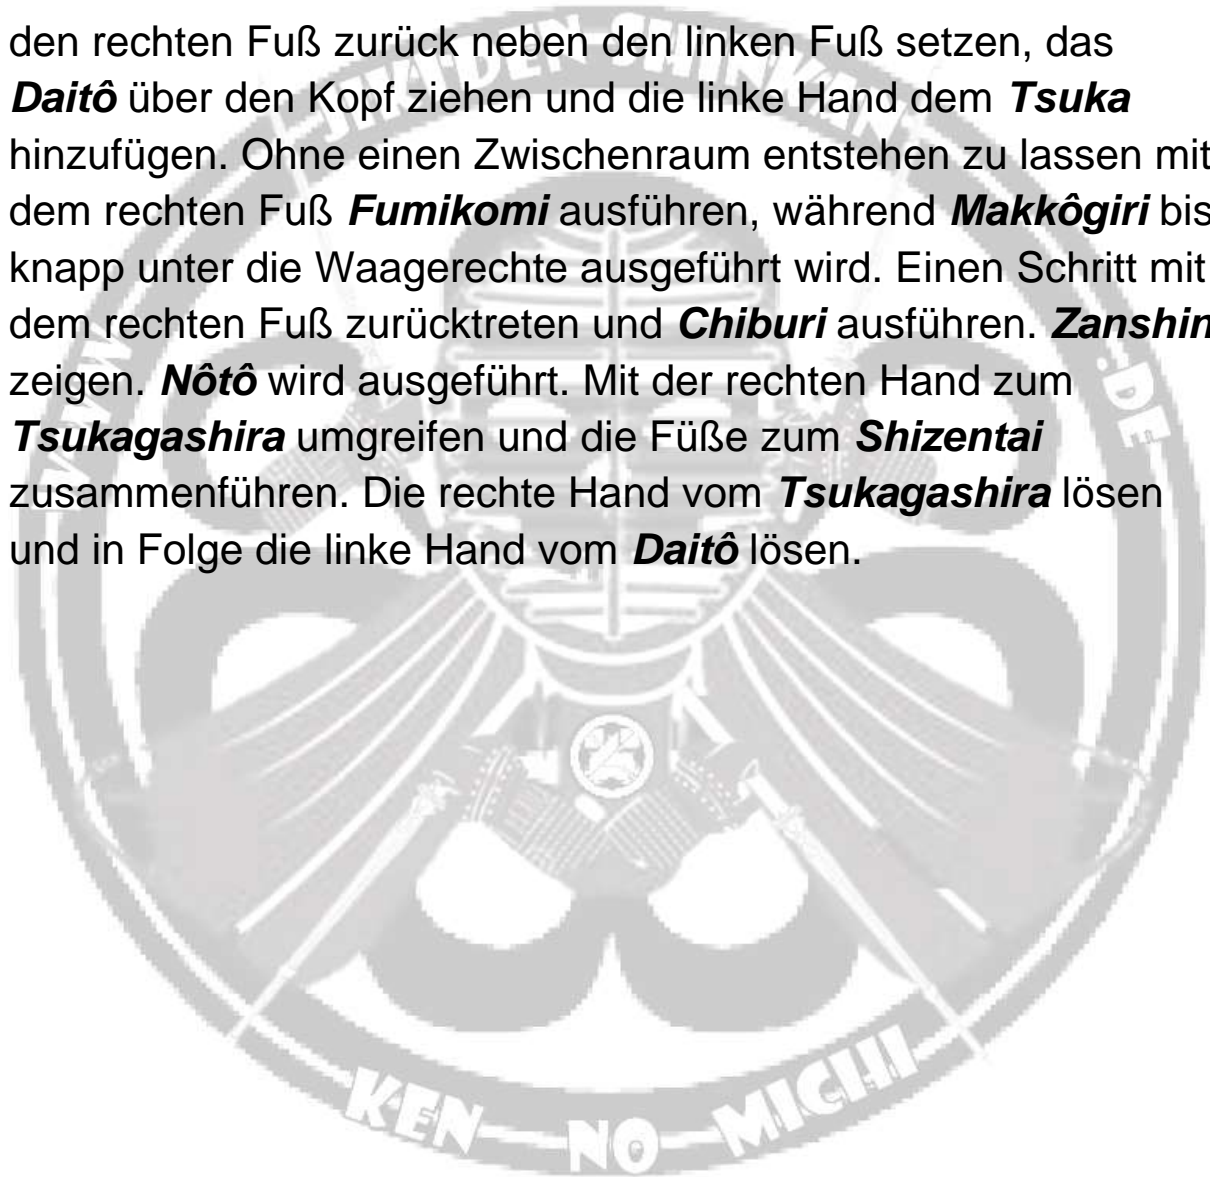 den rechten Fuß zurück neben den linken Fuß setzen, das
Daitô über den Kopf ziehen und die linke Hand dem Tsuka
hinzufügen. Ohne einen Zwischenraum entstehen zu lassen mit
dem rechten Fuß Fumikomi ausführen, während Makkôgiri bis
knapp unter die Waagerechte ausgeführt wird. Einen Schritt mit
dem rechten Fuß zurücktreten und Chiburi ausführen. Zanshin
zeigen. Nôtô wird ausgeführt. Mit der rechten Hand zum
Tsukagashira umgreifen und die Füße zum Shizentai
zusammenführen. Die rechte Hand vom Tsukagashira lösen
und in Folge die linke Hand vom Daitô lösen.
KEN NO MICHI
.DE